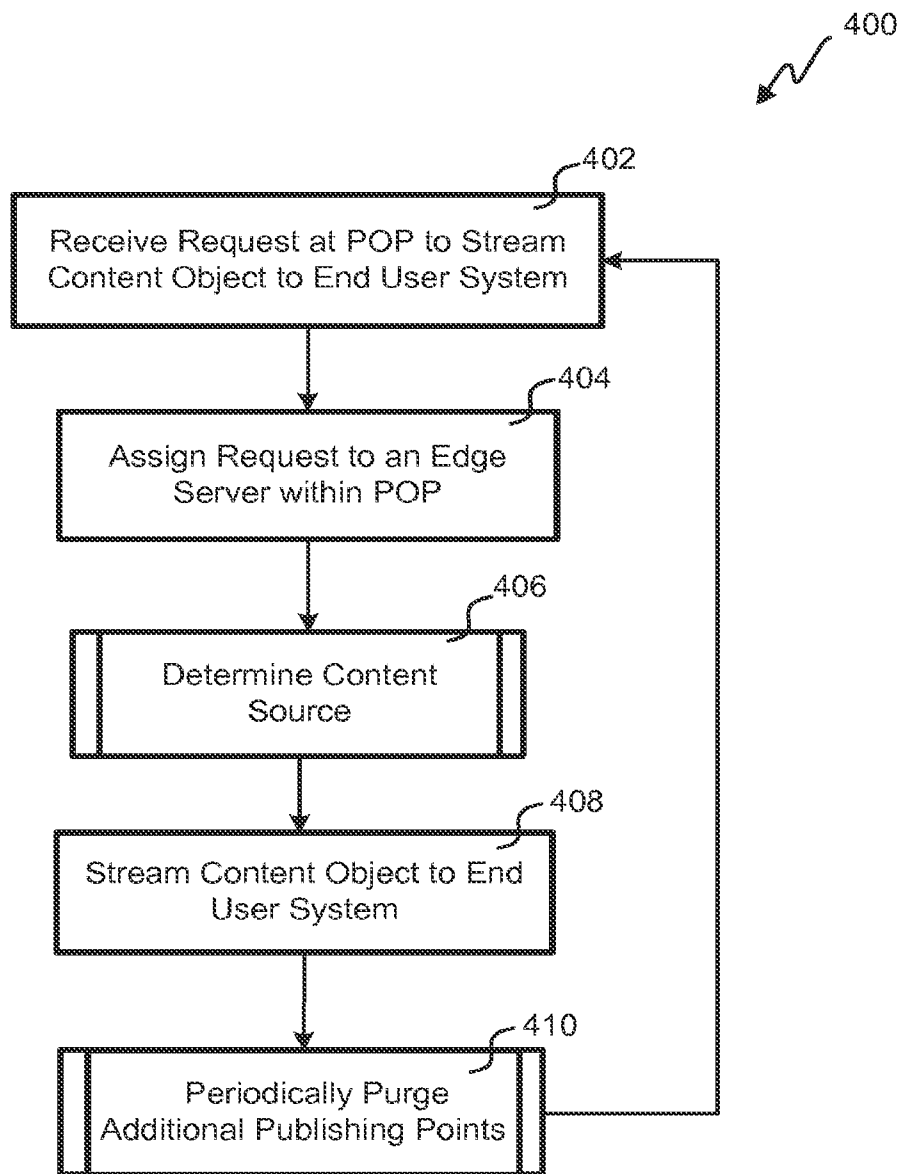 400
402
Receive Request at POP to Stream
Content Object to End User System
404
Assign Request to an Edge
Server within POP
406
Determine Content
Source
408
Stream Content Object to End
User System
410
Periodically Purge
Additional Publishing Points